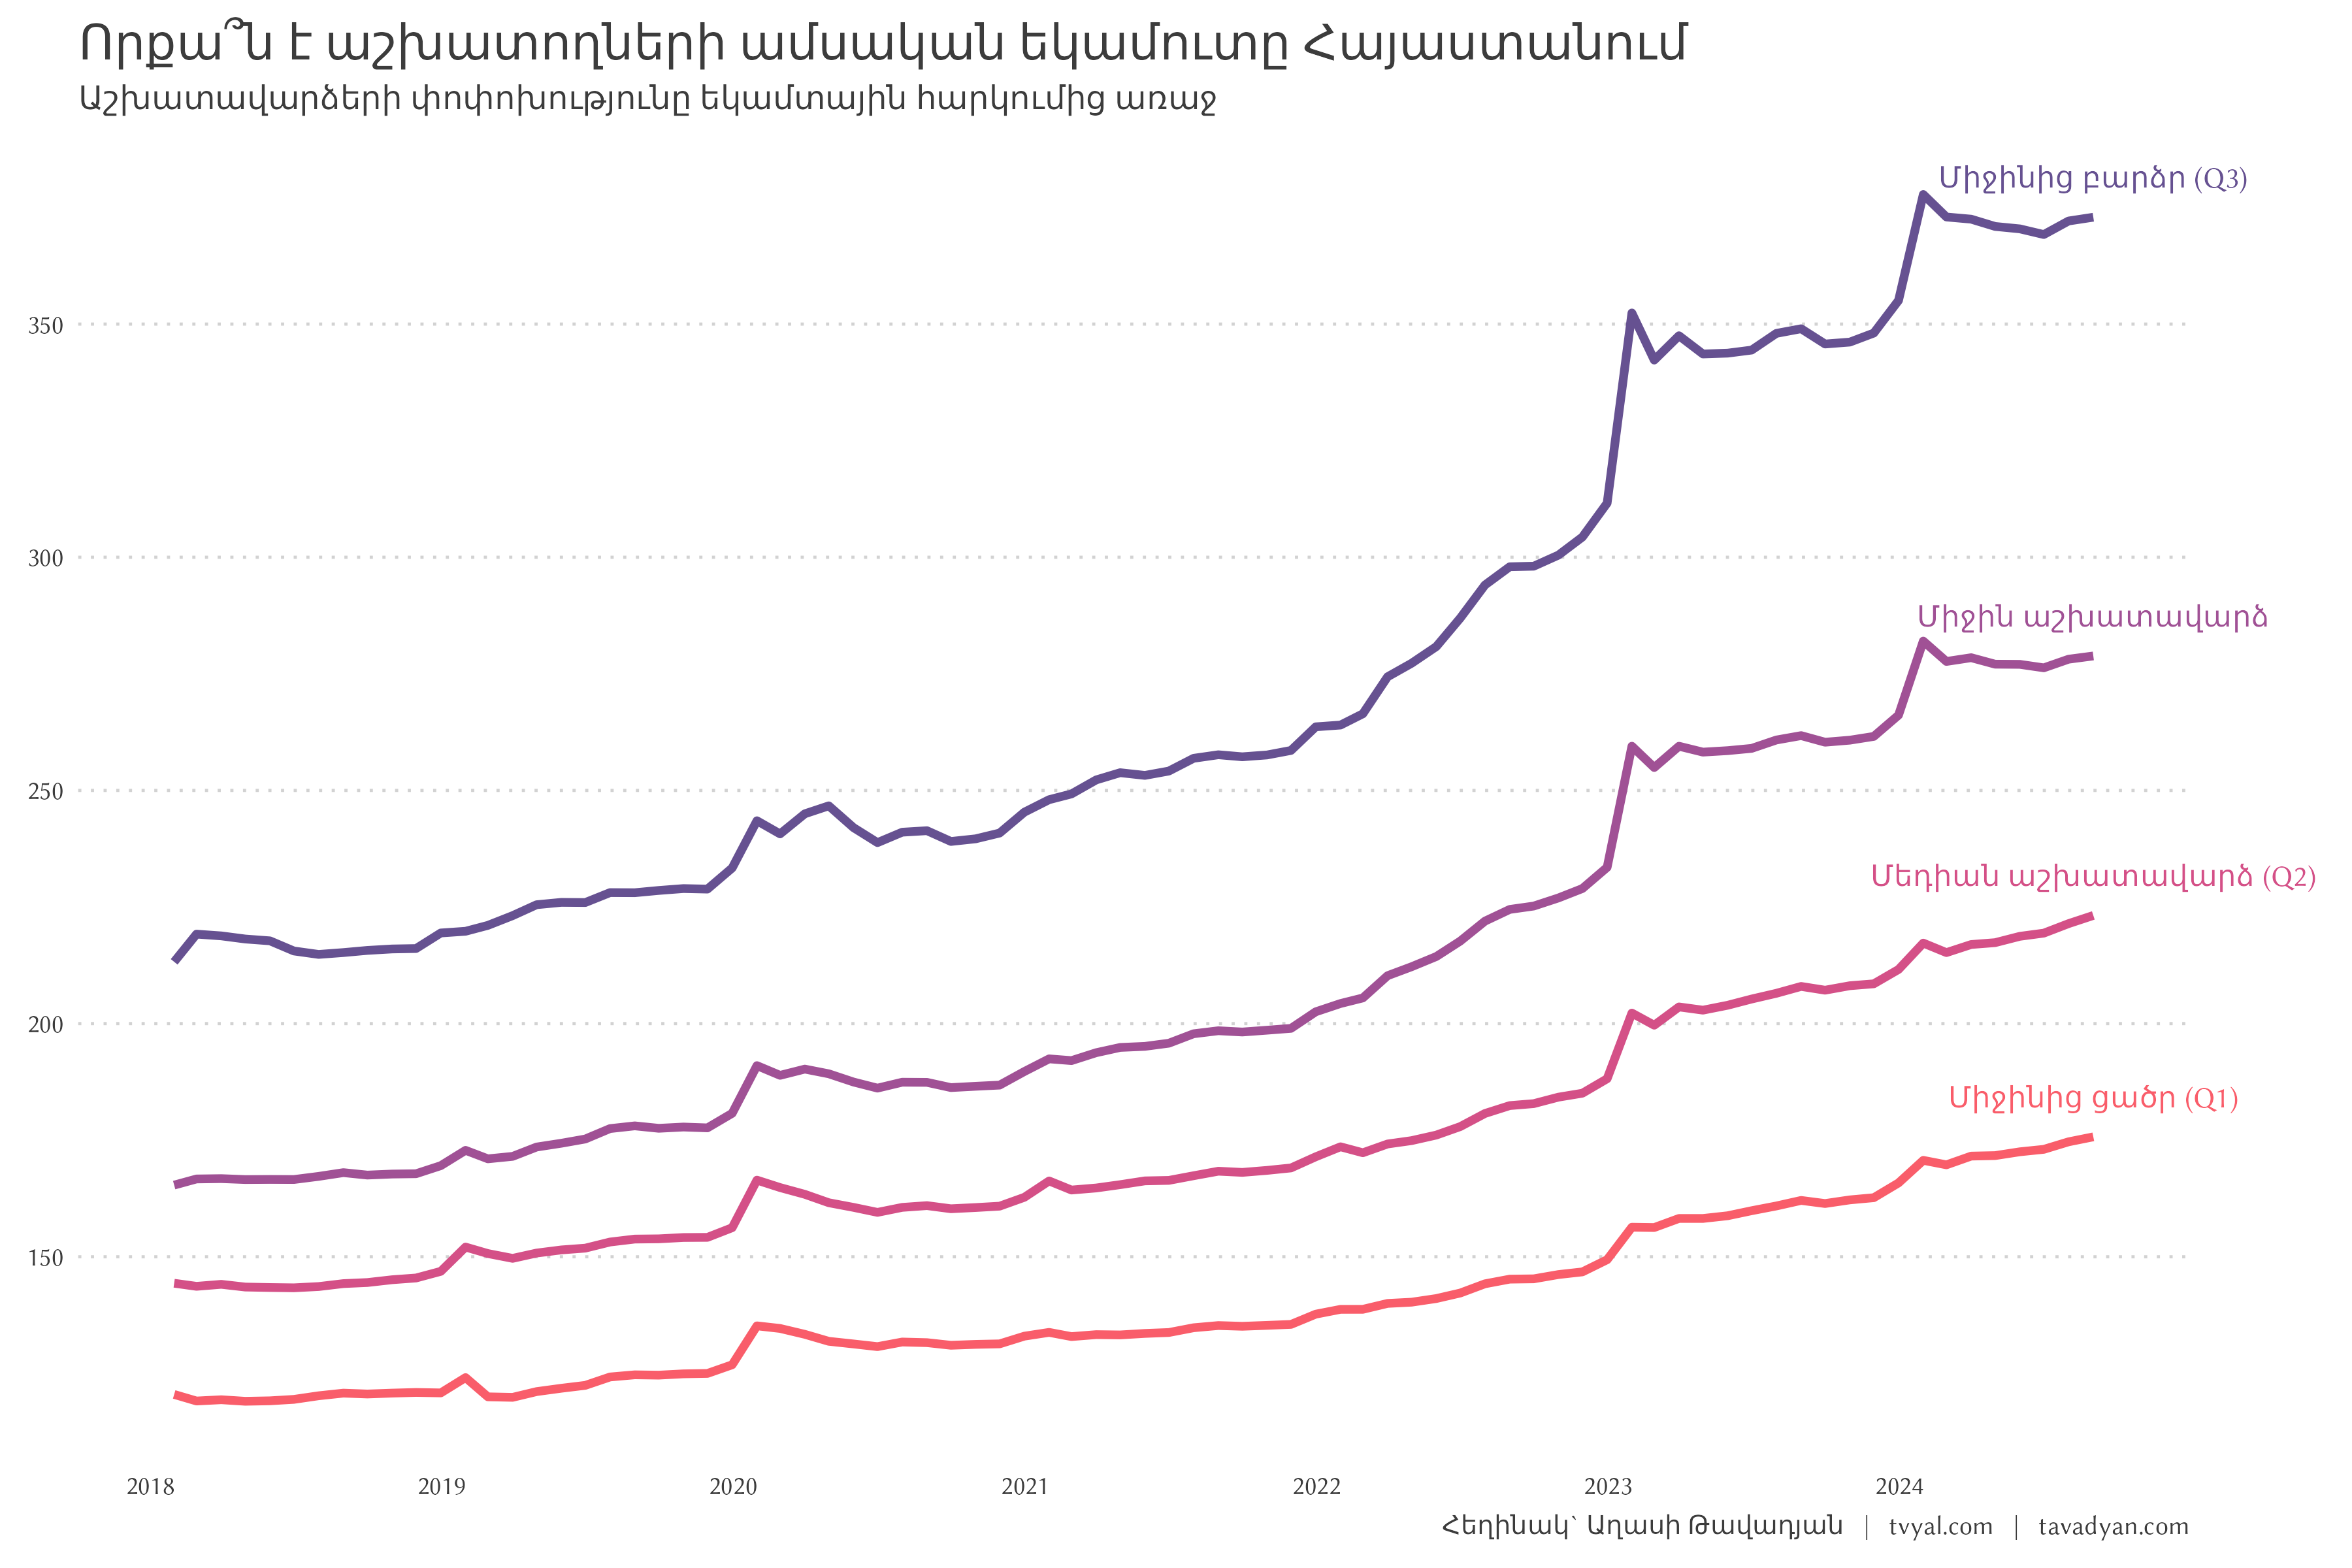 Որքա՞ն է աշխատողների ամսական եկամուտը Հայաստանում
Աշխատավարձերի փոփոխությունը եկամտային հարկումից առաջ
Միջինից բարձր (Q3)
350
300
Միջին աշխատավարձ
250
Մեդիան աշխատավարձ (Q2)
200
Միջինից ցածր (Q1)
150
2018 2019 2020 2021 2022 2023 2024
Հեղինակ` Աղասի Թավադյան | tvyal.com | tavadyan.com